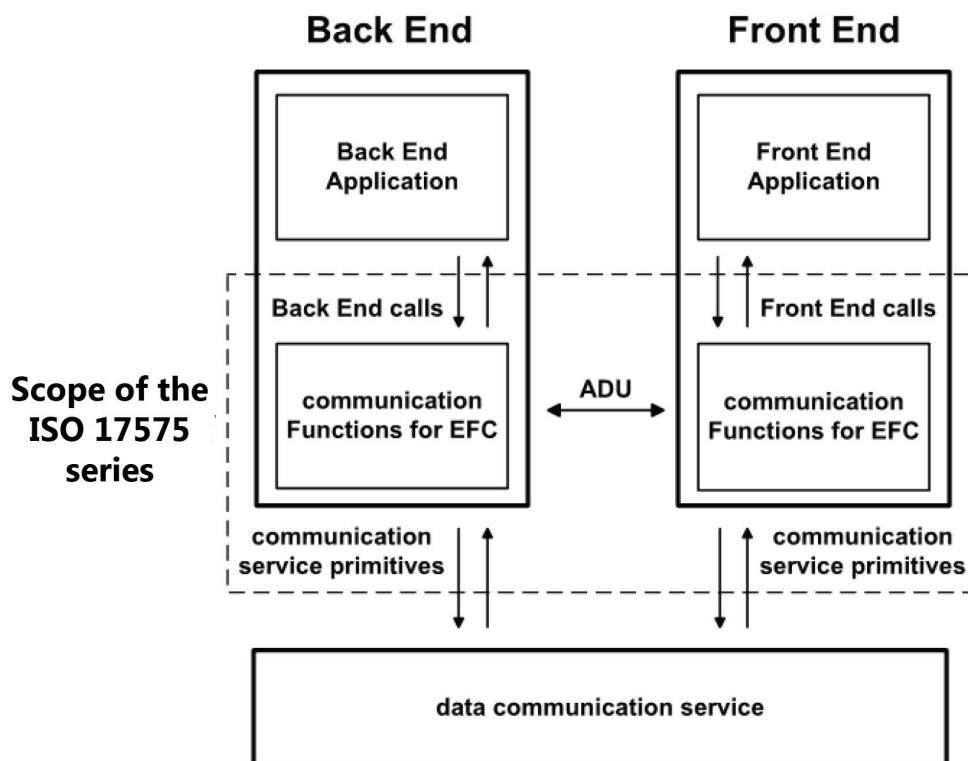 Back End
Front End
Back End
Application
Front End
Application
Back End calls
Front End calls
Scope of the
ISO 17575
series
communication
Functions for EFC
ADU
communication
Functions for EFC
communication
service primitives
communication
service primitives
data communication service